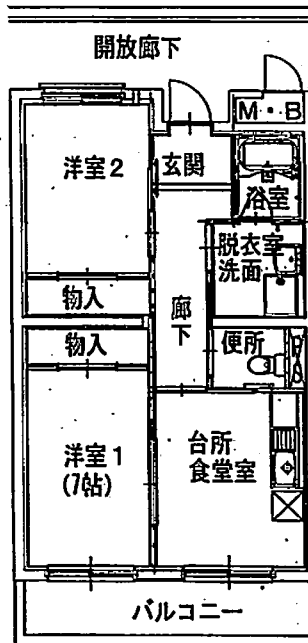 開放廊下
M・B
洋室2
玄関
浴室
脱衣室
洗面
物入
廊下
物入
便所
洋室1
(7帖)
台所
食堂室
バルコニー